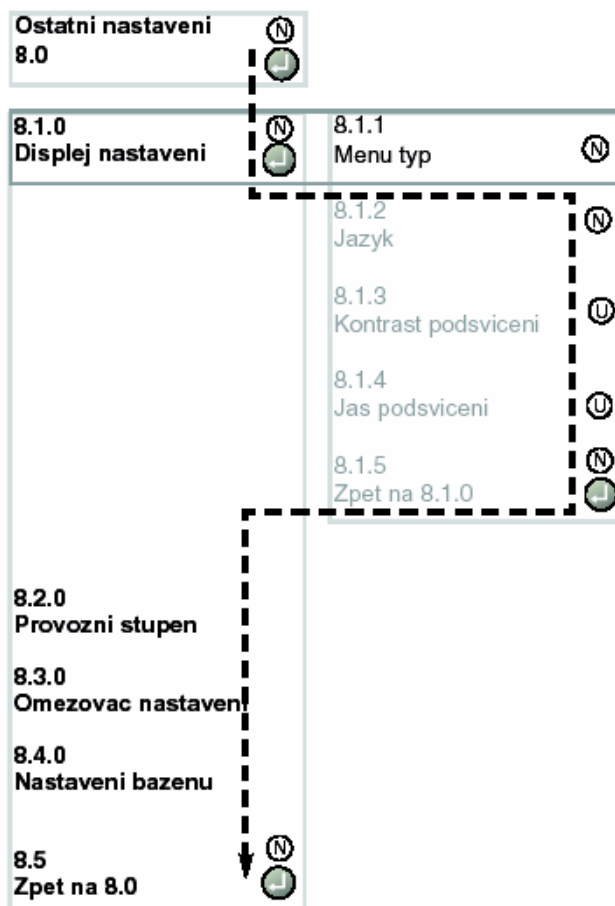 Ostatni nastaveni
N
8.0
8.1.0
N
Displej nastaveni
8.1.1
Menu typ
N
8.1.2
Jazyk
N
8.1.3
Kontrast podsviceni
U
8.1.4
Jas podsviceni
U
8.1.5
N
Zpet na 8.1.0
8.2.0
Provozni stupen
8.3.0
Omezovac nastaveni
8.4.0
Nastaveni bazenu
8.5
N
Zpet na 8.0